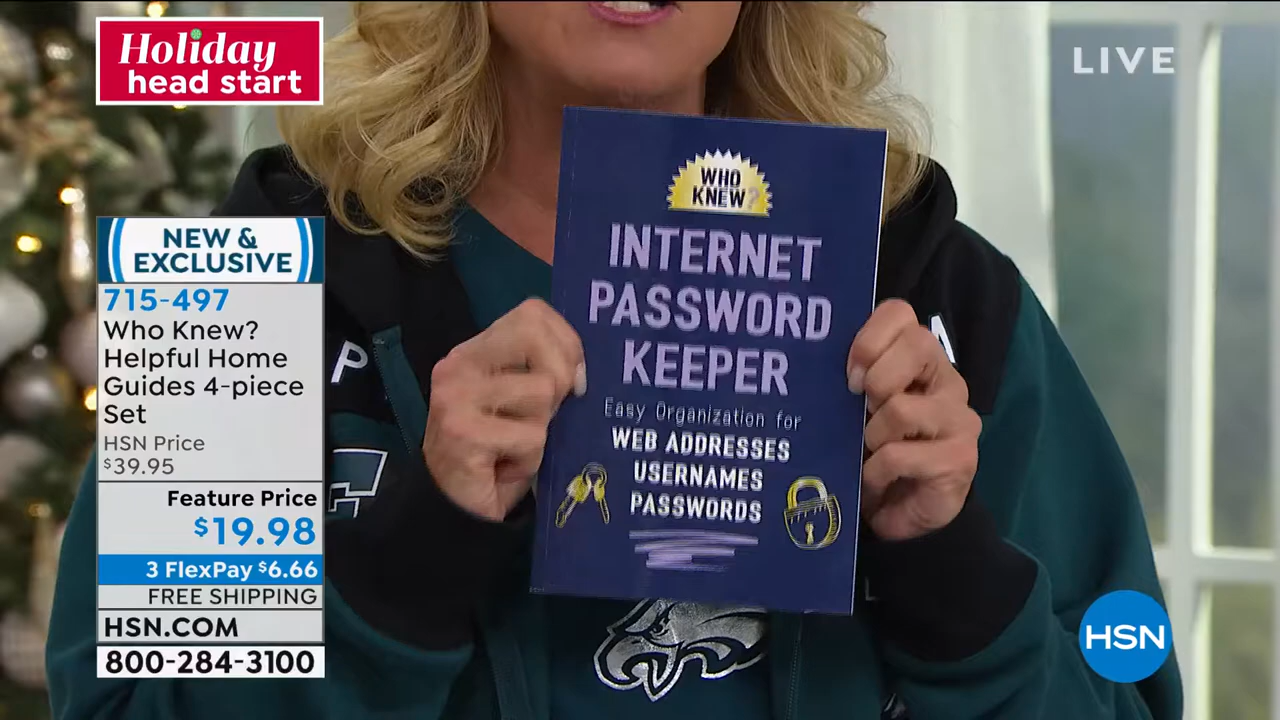 Holiday
head start
LIVE
NEW &
EXCLUSIVE
715-497
Who Knew?
Helpful Home
Guides 4-piece
Set
HSN Price
$39.95
Feature Price
$19.98
3 FlexPay $6.66
FREE SHIPPING
HSN.COM
800-284-3100
WHO
KNEW?
INTERNET
PASSWORD
KEEPER
Easy Organization for
WEB ADDRESSES
USERNAMES
PASSWORDS
P
A
HSN